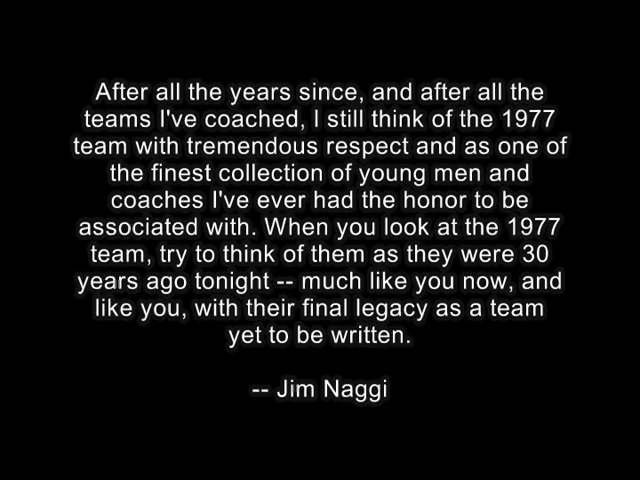 After all the years since, and after all the
teams I've coached, I still think of the 1977
team with tremendous respect and as one of
the finest collection of young men and
coaches I've ever had the honor to be
associated with. When you look at the 1977
team, try to think of them as they were 30
years ago tonight -- much like you now, and
like you, with their final legacy as a team
yet to be written.
-- Jim Naggi